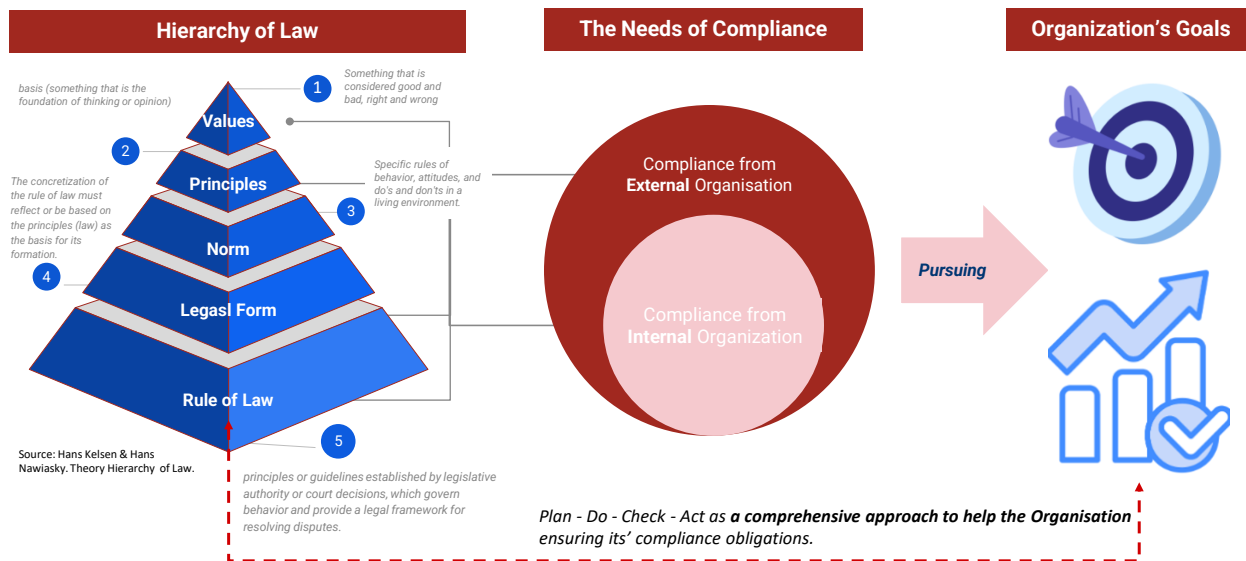 Hierarchy of Law
The Needs of Compliance
Organization's Goals
basis (something that is the
foundation of thinking or opinion)
1
Something that is
considered good and
bad, right and wrong
Values
2
Principles
Specific rules of
behavior, attitudes, and
do's and don'ts in a
living environment.
The concretization of
the rule of law must
reflect or be based on
the principles (law) as
the basis for its
formation.
3
Norm
4
Legasl Form
Rule of Law
5
Source: Hans Kelsen & Hans
Nawiasky. Theory Hierarchy of Law.
principles or guidelines established by legislative
authority or court decisions, which govern
behavior and provide a legal framework for
resolving disputes.
Compliance from
External Organisation
Compliance from
Internal Organization
Pursuing
Plan - Do - Check - Act as a comprehensive approach to help the Organisation
ensuring its' compliance obligations.